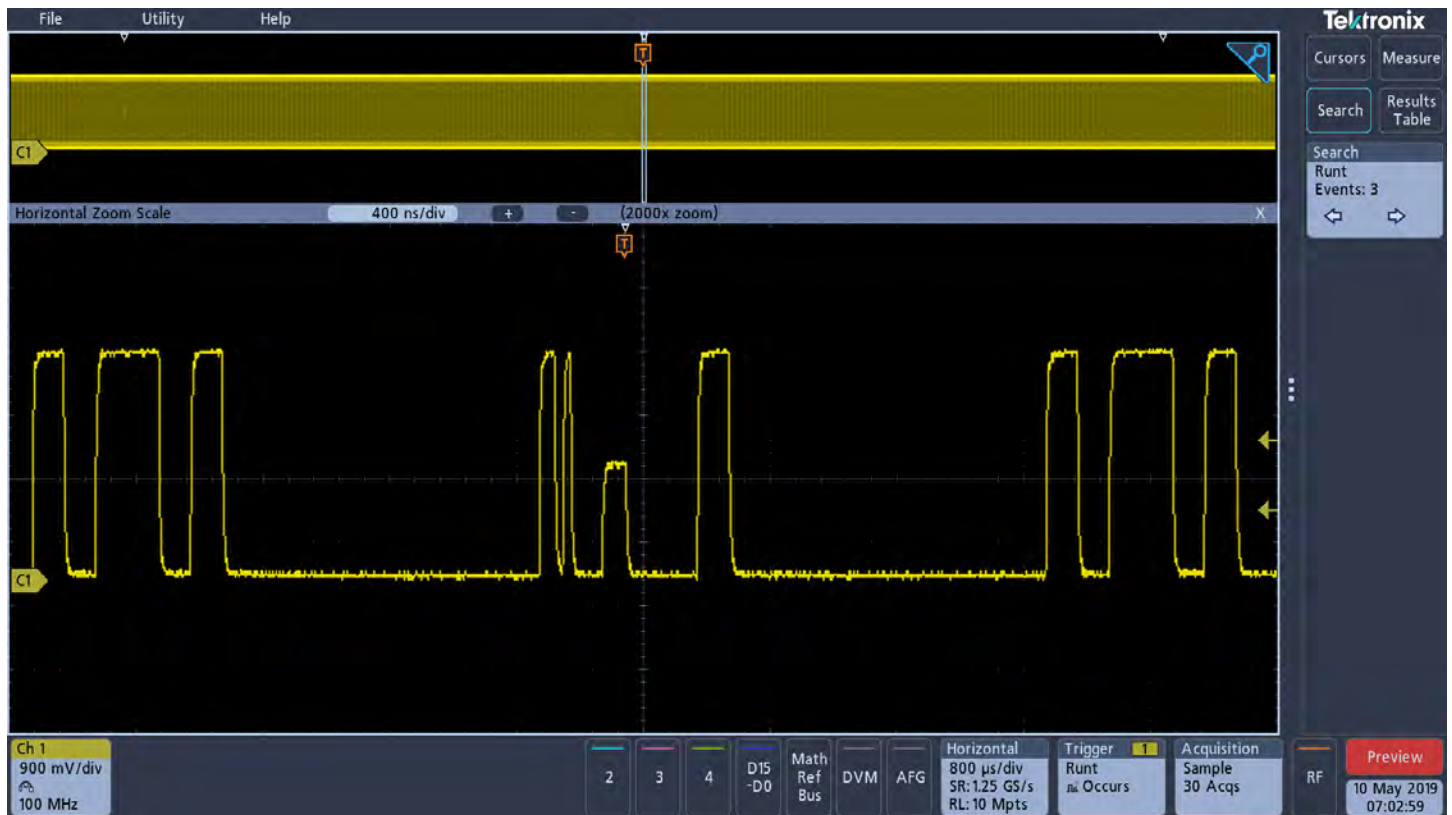 File Utility Help
Tektronix
Cursors Measure
Search Results Table
T
C1
Search
Runt
Events: 3
Horizontal Zoom Scale 400 ns/div + - (2000x zoom) X
T
C1
Ch 1
900 mV/div
100 MHz
2 3 4
D15
-D0
Math
Ref
Bus
DVM AFG
Horizontal
800 µs/div
SR: 1.25 GS/s
RL: 10 Mpts
Trigger 1
Runt
Occurs
Acquisition
Sample
30 Acqs
RF
Preview
10 May 2019
07:02:59